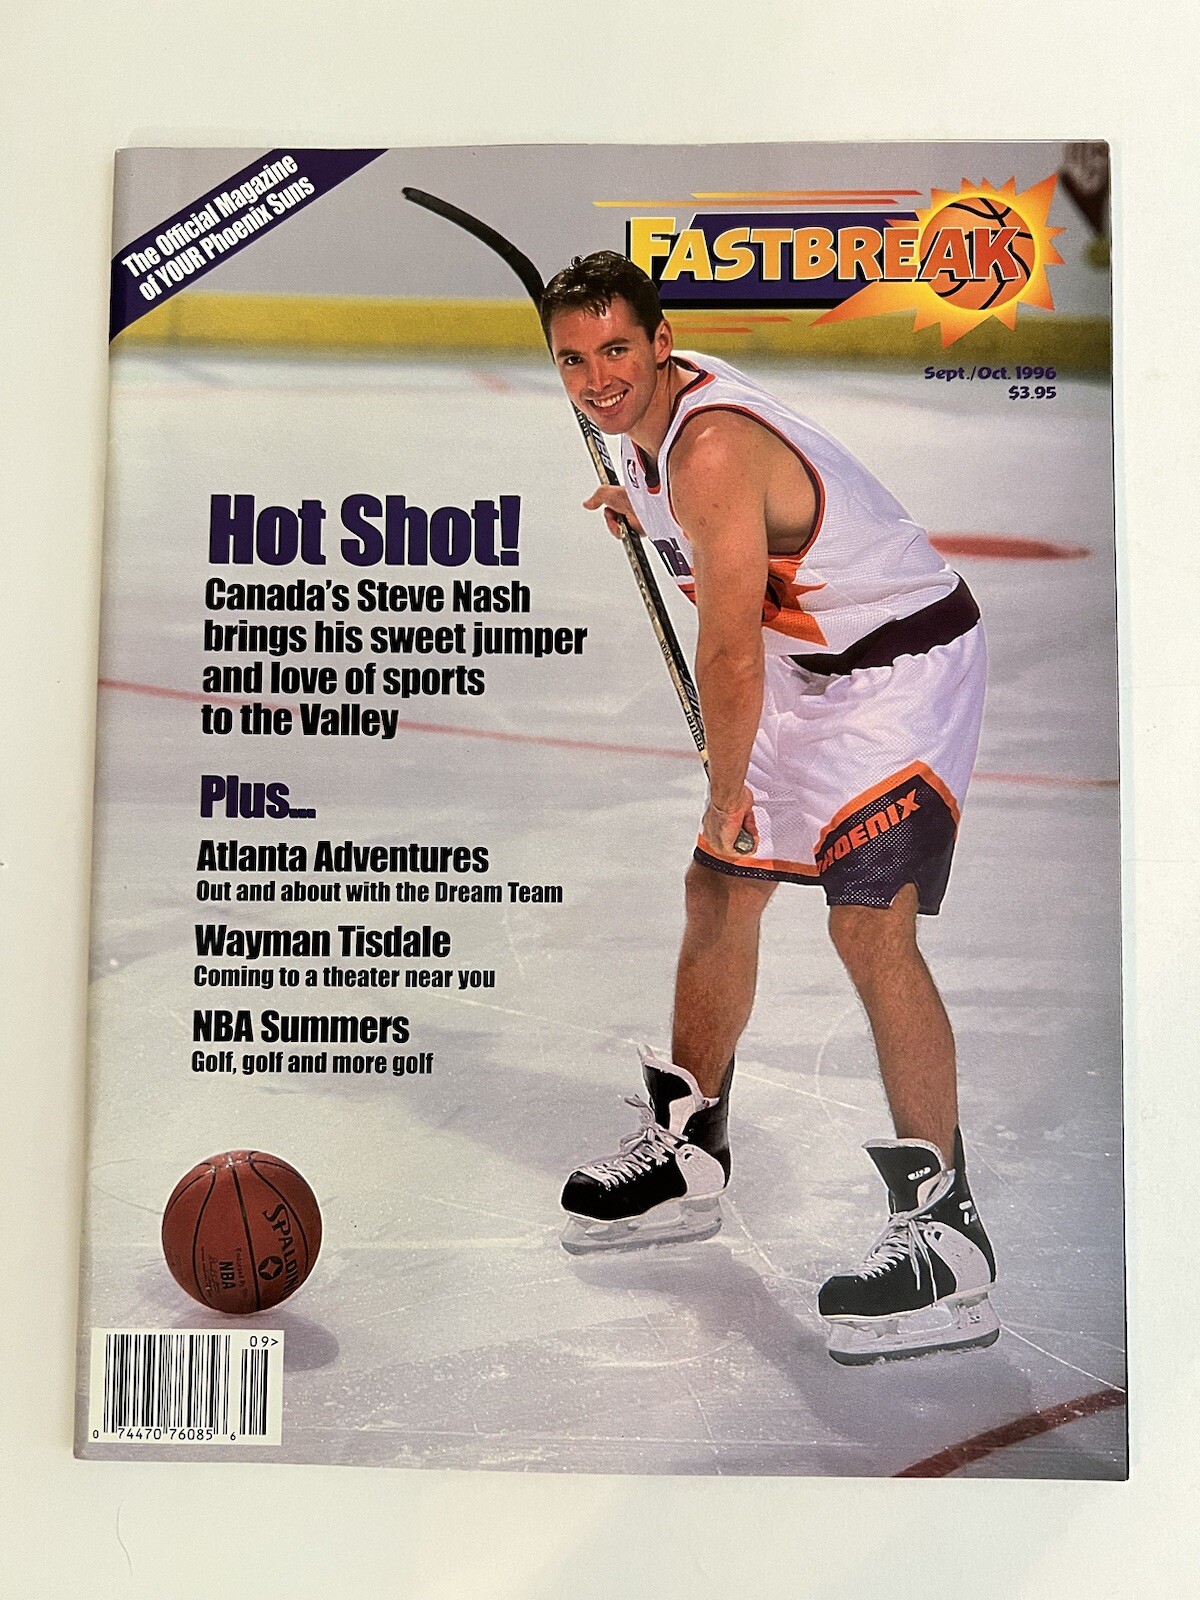 The Official Magazine
of YOUR Phoenix Suns
FASTBREAK
Sept./Oct. 1996
$3.95
Hot Shot!
Canada's Steve Nash
brings his sweet jumper
and love of sports
to the Valley
Plus...
Atlanta Adventures
Out and about with the Dream Team
Wayman Tisdale
Coming to a theater near you
NBA Summers
Golf, golf and more golf
PHOENIX
SPALDING
NBA
09>
0 74470 76085 6